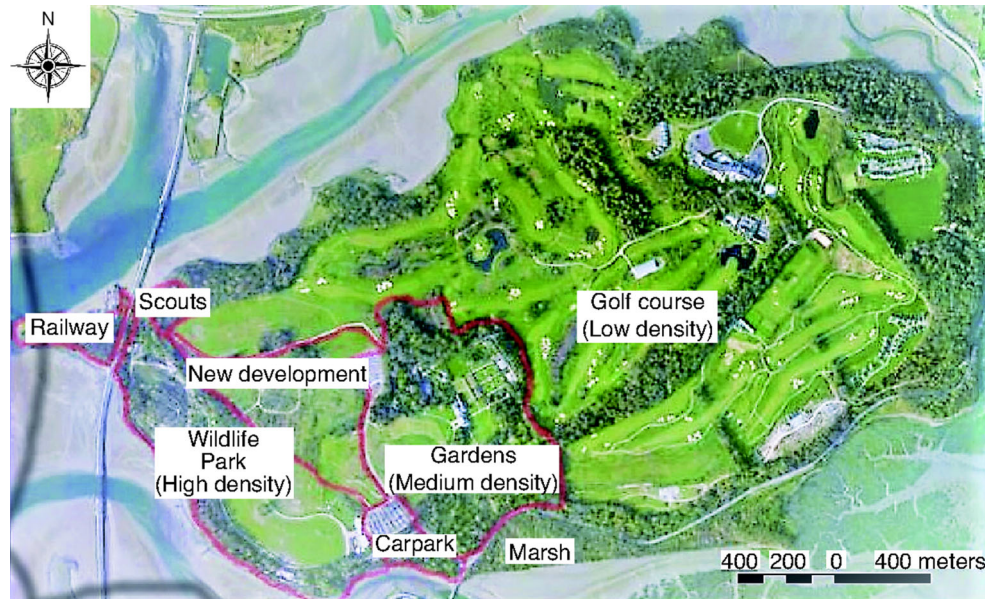 N
Scouts
Railway
Golf course
(Low density)
New development
Wildlife
Park
(High density)
Gardens
(Medium density)
Carpark
Marsh
400 200 0 400 meters